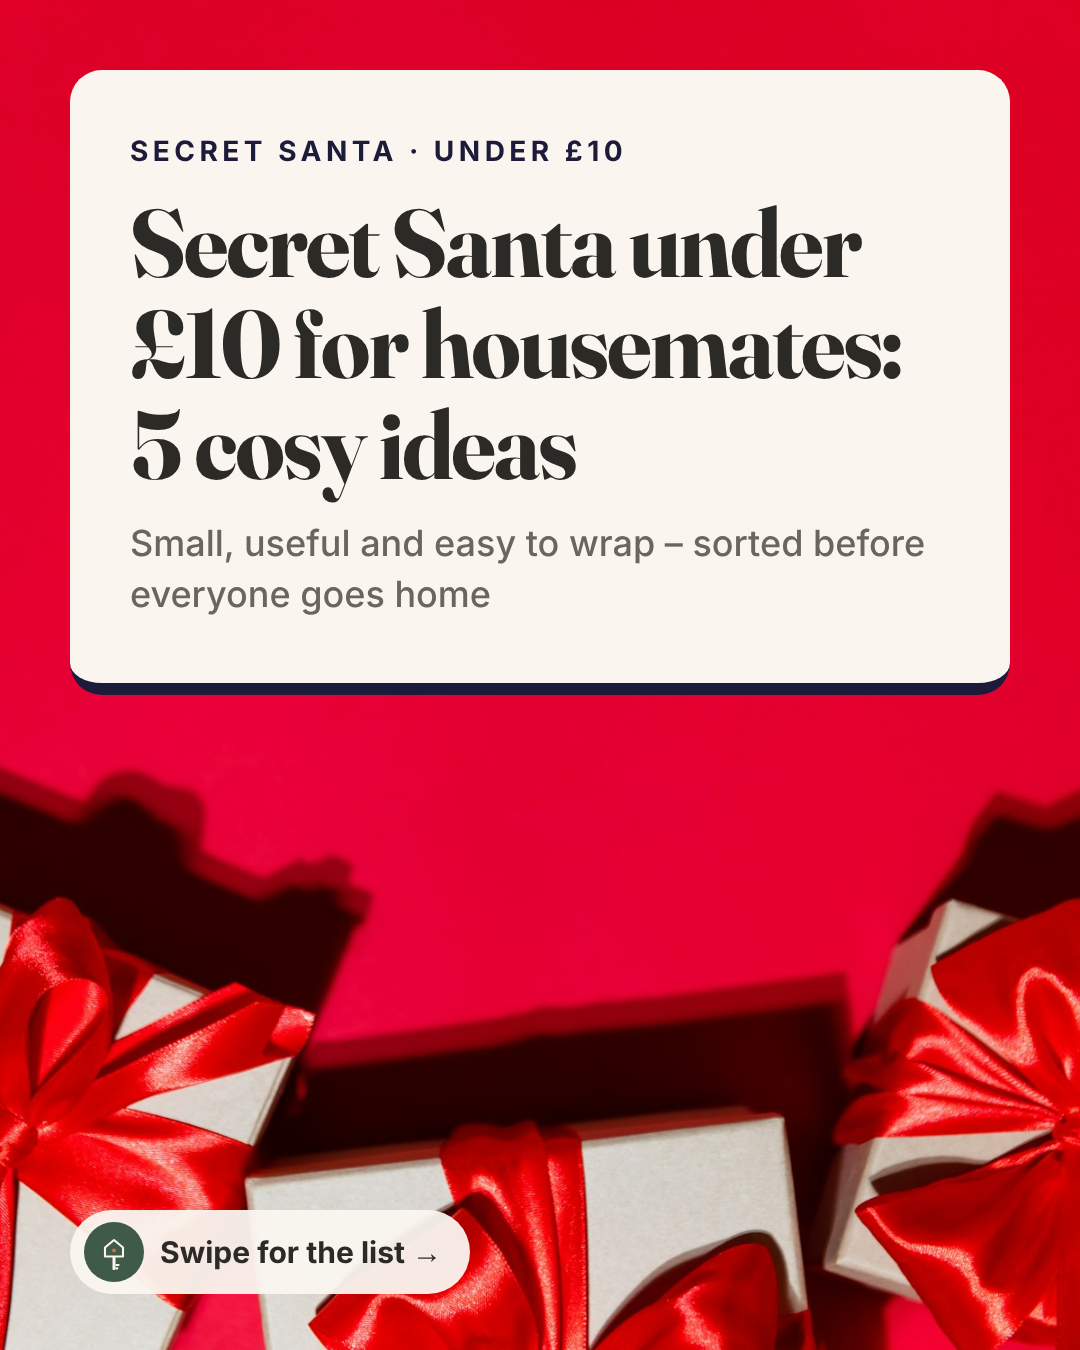 SECRET SANTA · UNDER £10
Secret Santa under
£10 for housemates:
5 cosy ideas
Small, useful and easy to wrap – sorted before
everyone goes home
Swipe for the list →